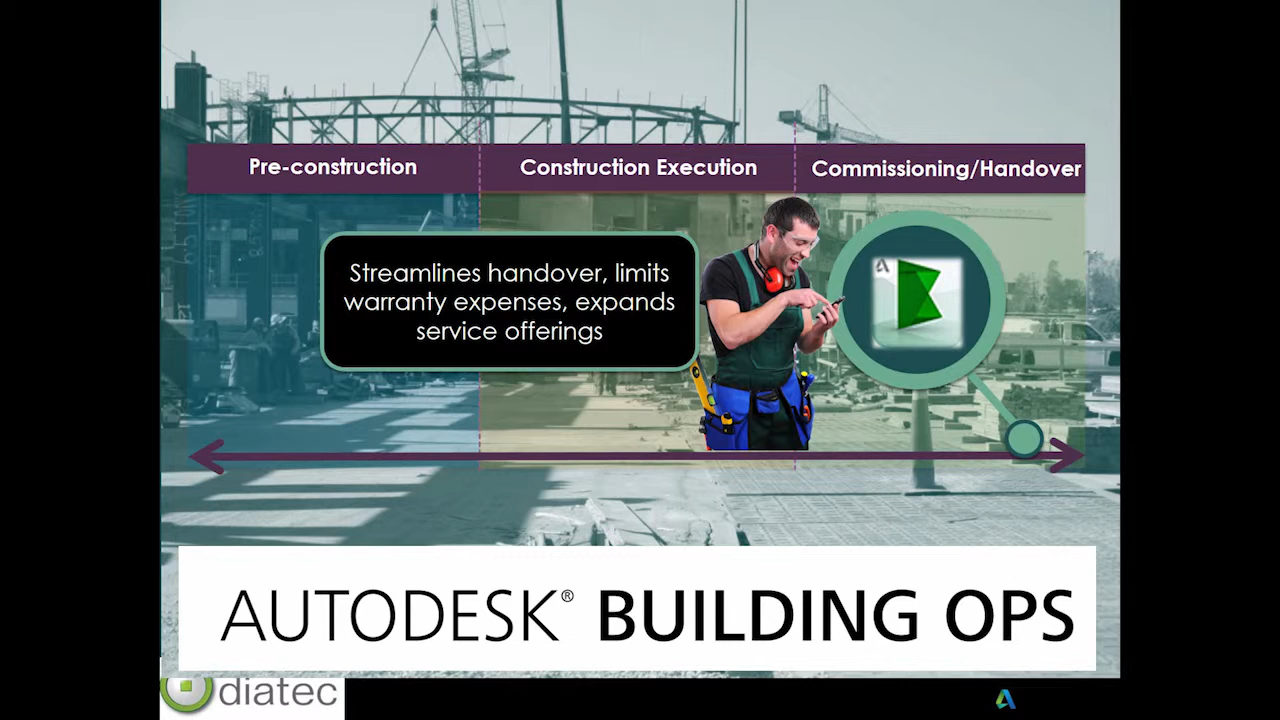 Pre-construction
Construction Execution
Commissioning/Handover
Streamlines handover, limits
warranty expenses, expands
service offerings
AUTODESK® BUILDING OPS
diatec